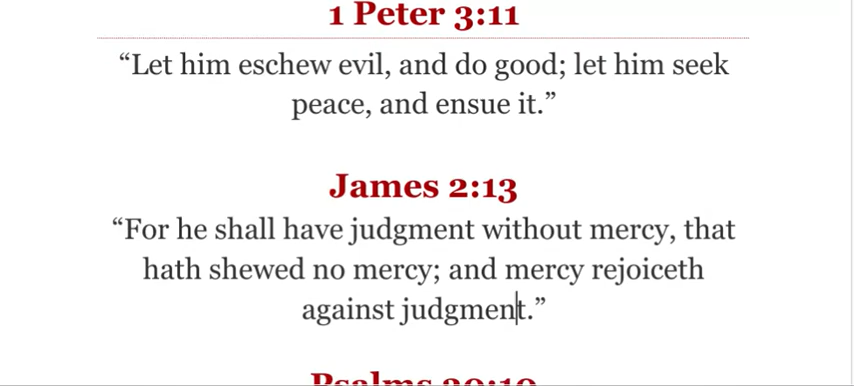 1 Peter 3:11
“Let him eschew evil, and do good; let him seek
peace, and ensue it.”
James 2:13
“For he shall have judgment without mercy, that
hath shewed no mercy; and mercy rejoiceth
against judgment.”
Psalms